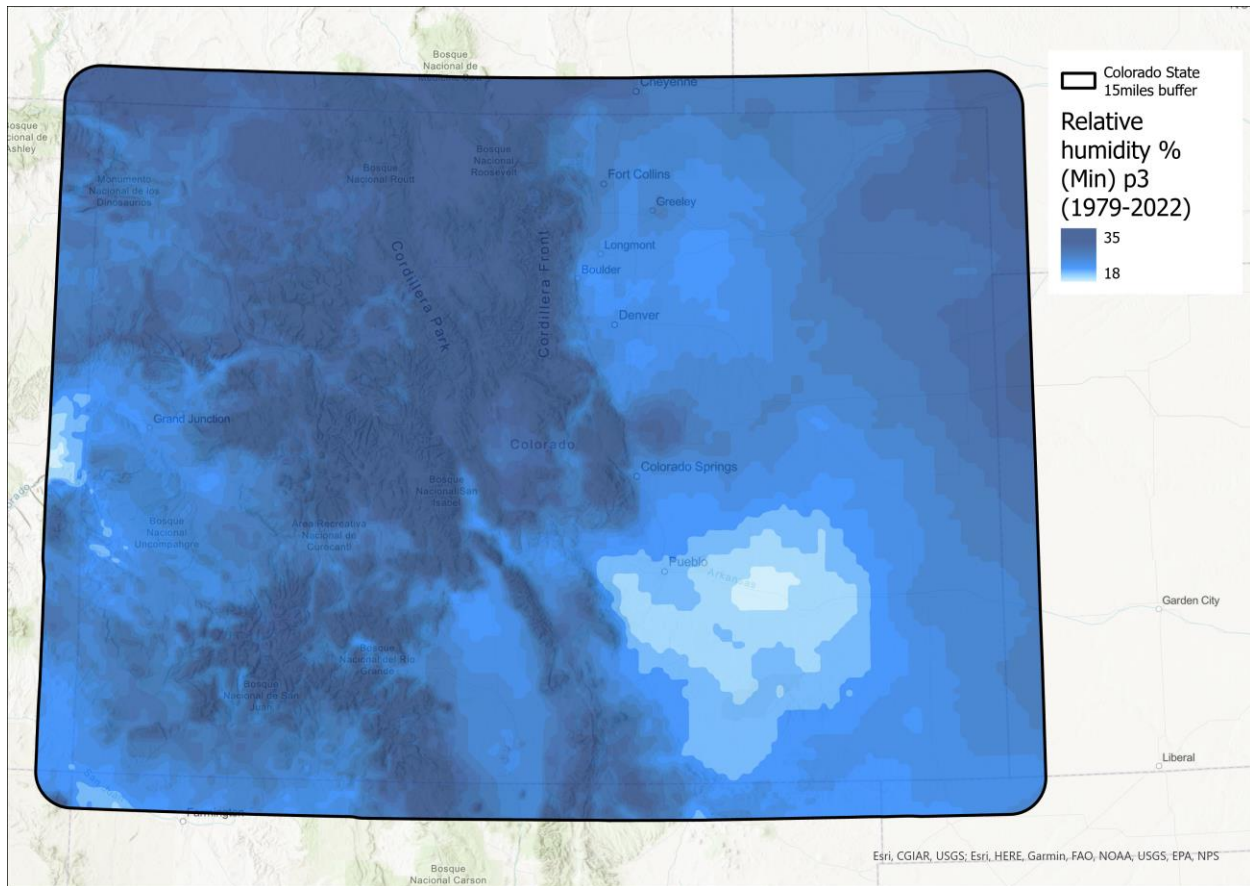 Bosque
Nacional de
Cheyenne
Bosque
cional de
Ashley
Bosque
Nacional
Roosevelt
Bosque
Nacional Routt
Monumento
Nacional de los
Dinosaurios
Fort Collins
Greeley
Longmont
Boulder
Cordillera Park
Cordillera Front
Denver
Grand Junction
Colorado
Colorado Springs
Bosque
Nacional San
Isabel
Bosque
Nacional
Uncompahgre
Área Recreativa
Nacional de
Curecanti
Pueblo
Arkansas
Garden City
Bosque
Nacional del Río
Grande
Bosque
Nacional de San
Juan
Liberal
Farmington
Bosque
Nacional Carson
Colorado State
15miles buffer
Relative
humidity %
(Min) p3
(1979-2022)
35
18
Esri, CGIAR, USGS; Esri, HERE, Garmin, FAO, NOAA, USGS, EPA, NPS